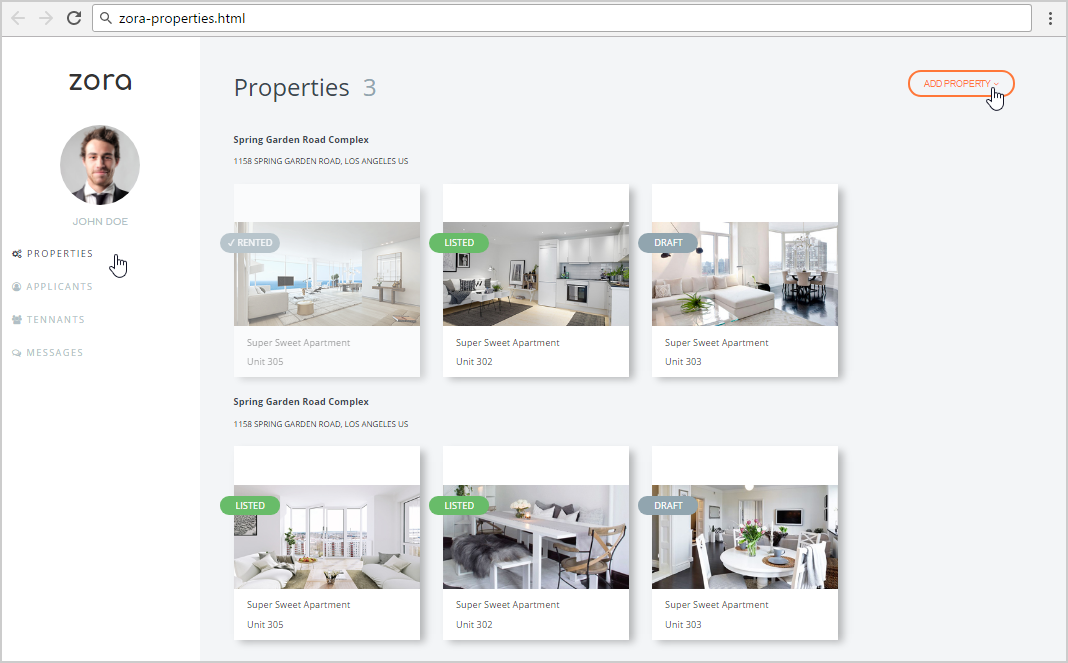 zora-properties.html
zora
JOHN DOE
PROPERTIES
APPLICANTS
TENNANTS
MESSAGES
Properties 3
ADD PROPERTY
Spring Garden Road Complex
1158 SPRING GARDEN ROAD, LOS ANGELES US
✓ RENTED
LISTED
DRAFT
Super Sweet Apartment
Unit 305
Super Sweet Apartment
Unit 302
Super Sweet Apartment
Unit 303
Spring Garden Road Complex
1158 SPRING GARDEN ROAD, LOS ANGELES US
LISTED
LISTED
DRAFT
Super Sweet Apartment
Unit 305
Super Sweet Apartment
Unit 302
Super Sweet Apartment
Unit 303